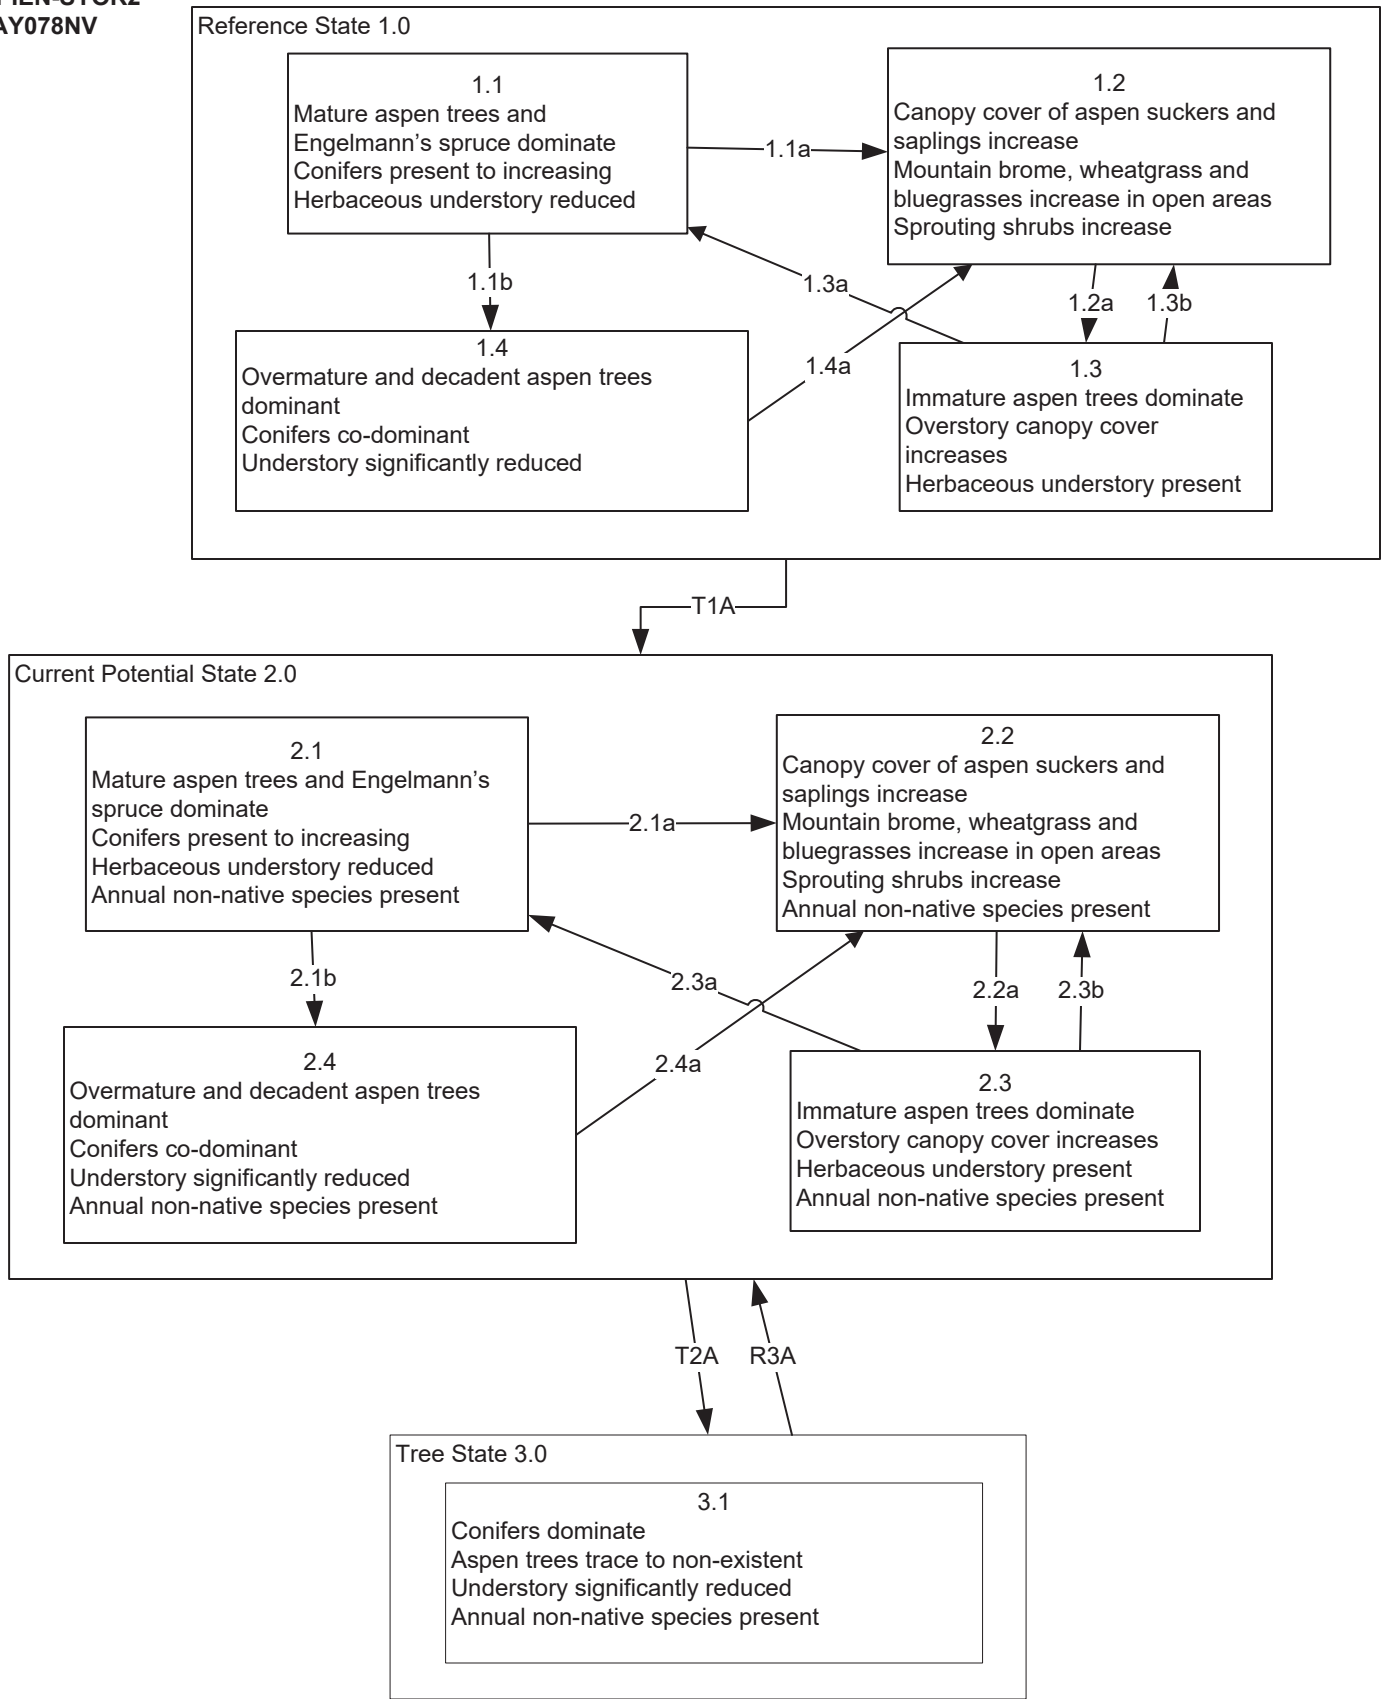 AY078NV
Reference State 1.0
1.1
Mature aspen trees and
Engelmann's spruce dominate
Conifers present to increasing
Herbaceous understory reduced
1.1a
1.2
Canopy cover of aspen suckers and
saplings increase
Mountain brome, wheatgrass and
bluegrasses increase in open areas
Sprouting shrubs increase
1.1b
1.3a
1.2a
1.3b
1.4
Overmature and decadent aspen trees
dominant
Conifers co-dominant
Understory significantly reduced
1.4a
1.3
Immature aspen trees dominate
Overstory canopy cover
increases
Herbaceous understory present
T1A
Current Potential State 2.0
2.1
Mature aspen trees and Engelmann's
spruce dominate
Conifers present to increasing
Herbaceous understory reduced
Annual non-native species present
2.1a
2.2
Canopy cover of aspen suckers and
saplings increase
Mountain brome, wheatgrass and
bluegrasses increase in open areas
Sprouting shrubs increase
Annual non-native species present
2.1b
2.3a
2.2a
2.3b
2.4
Overmature and decadent aspen trees
dominant
Conifers co-dominant
Understory significantly reduced
Annual non-native species present
2.4a
2.3
Immature aspen trees dominate
Overstory canopy cover increases
Herbaceous understory present
Annual non-native species present
T2A
R3A
Tree State 3.0
3.1
Conifers dominate
Aspen trees trace to non-existent
Understory significantly reduced
Annual non-native species present